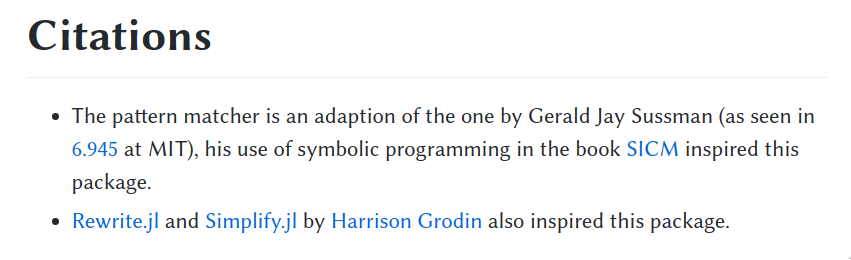 Citations
• The pattern matcher is an adaption of the one by Gerald Jay Sussman (as seen in
6.945 at MIT), his use of symbolic programming in the book SICM inspired this
package.
• Rewrite.jl and Simplify.jl by Harrison Grodin also inspired this package.